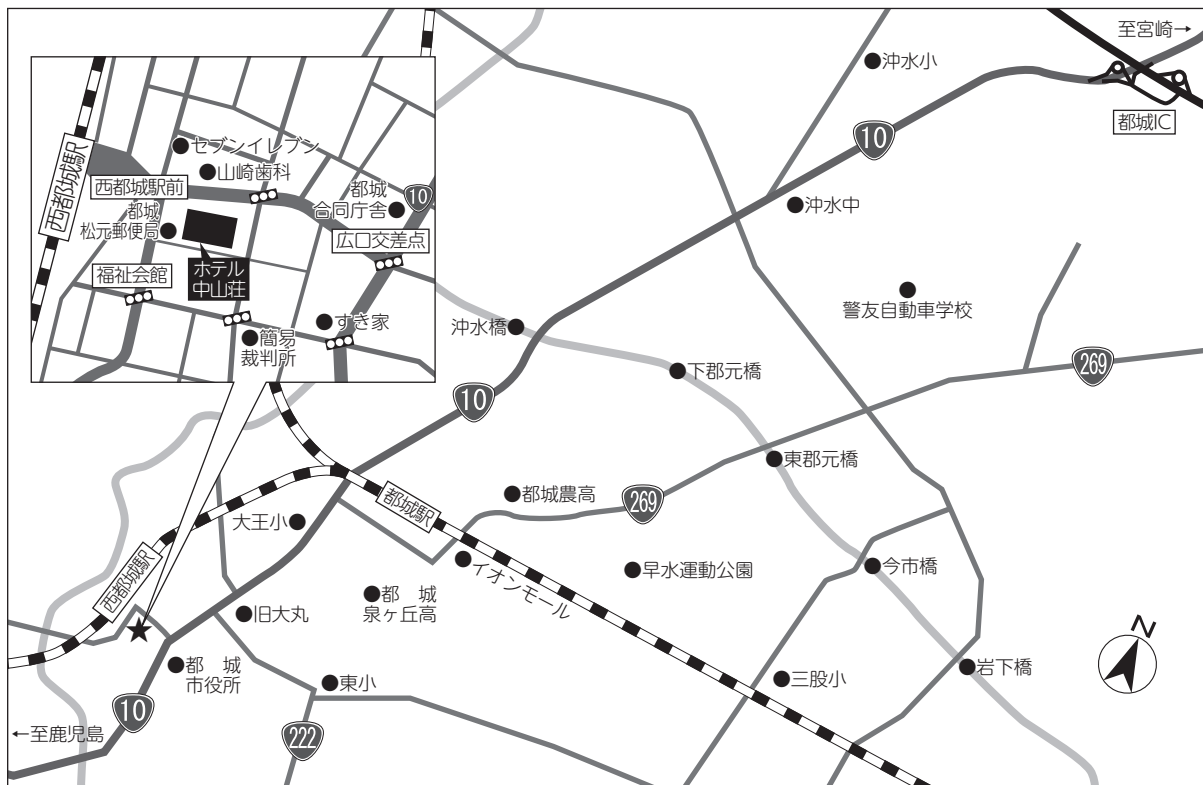 至宮崎→
沖水小
都城IC
10
沖水中
警友自動車学校
269
セブンイレブン
山崎歯科
西都城駅
西都城駅前
都城
合同庁舎
10
都城
松元郵便局
広口交差点
ホテル
中山荘
福祉会館
すき家
簡易
裁判所
沖水橋
下郡元橋
10
東郡元橋
都城農高
269
都城駅
大王小
イオンモール
早水運動公園
今市橋
西都城駅
都 城
泉ヶ丘高
旧大丸
都 城
市役所
東小
三股小
岩下橋
N
10
222
←至鹿児島